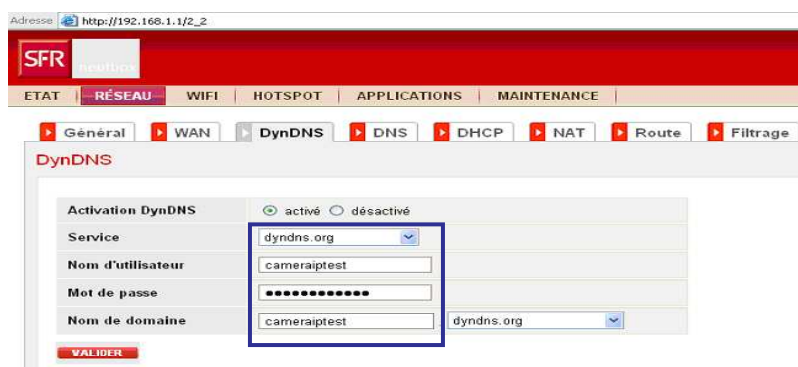 Adresse http://192.168.1.1/2_2
SFR
neufbox
ETAT RÉSEAU WIFI HOTSPOT APPLICATIONS MAINTENANCE
Général WAN DynDNS DNS DHCP NAT Route Filtrage
DynDNS
Activation DynDNS activé désactivé
Service dyndns.org
Nom d'utilisateur cameraiptest
Mot de passe ●●●●●●●●●●●●
Nom de domaine cameraiptest . dyndns.org
VALIDER